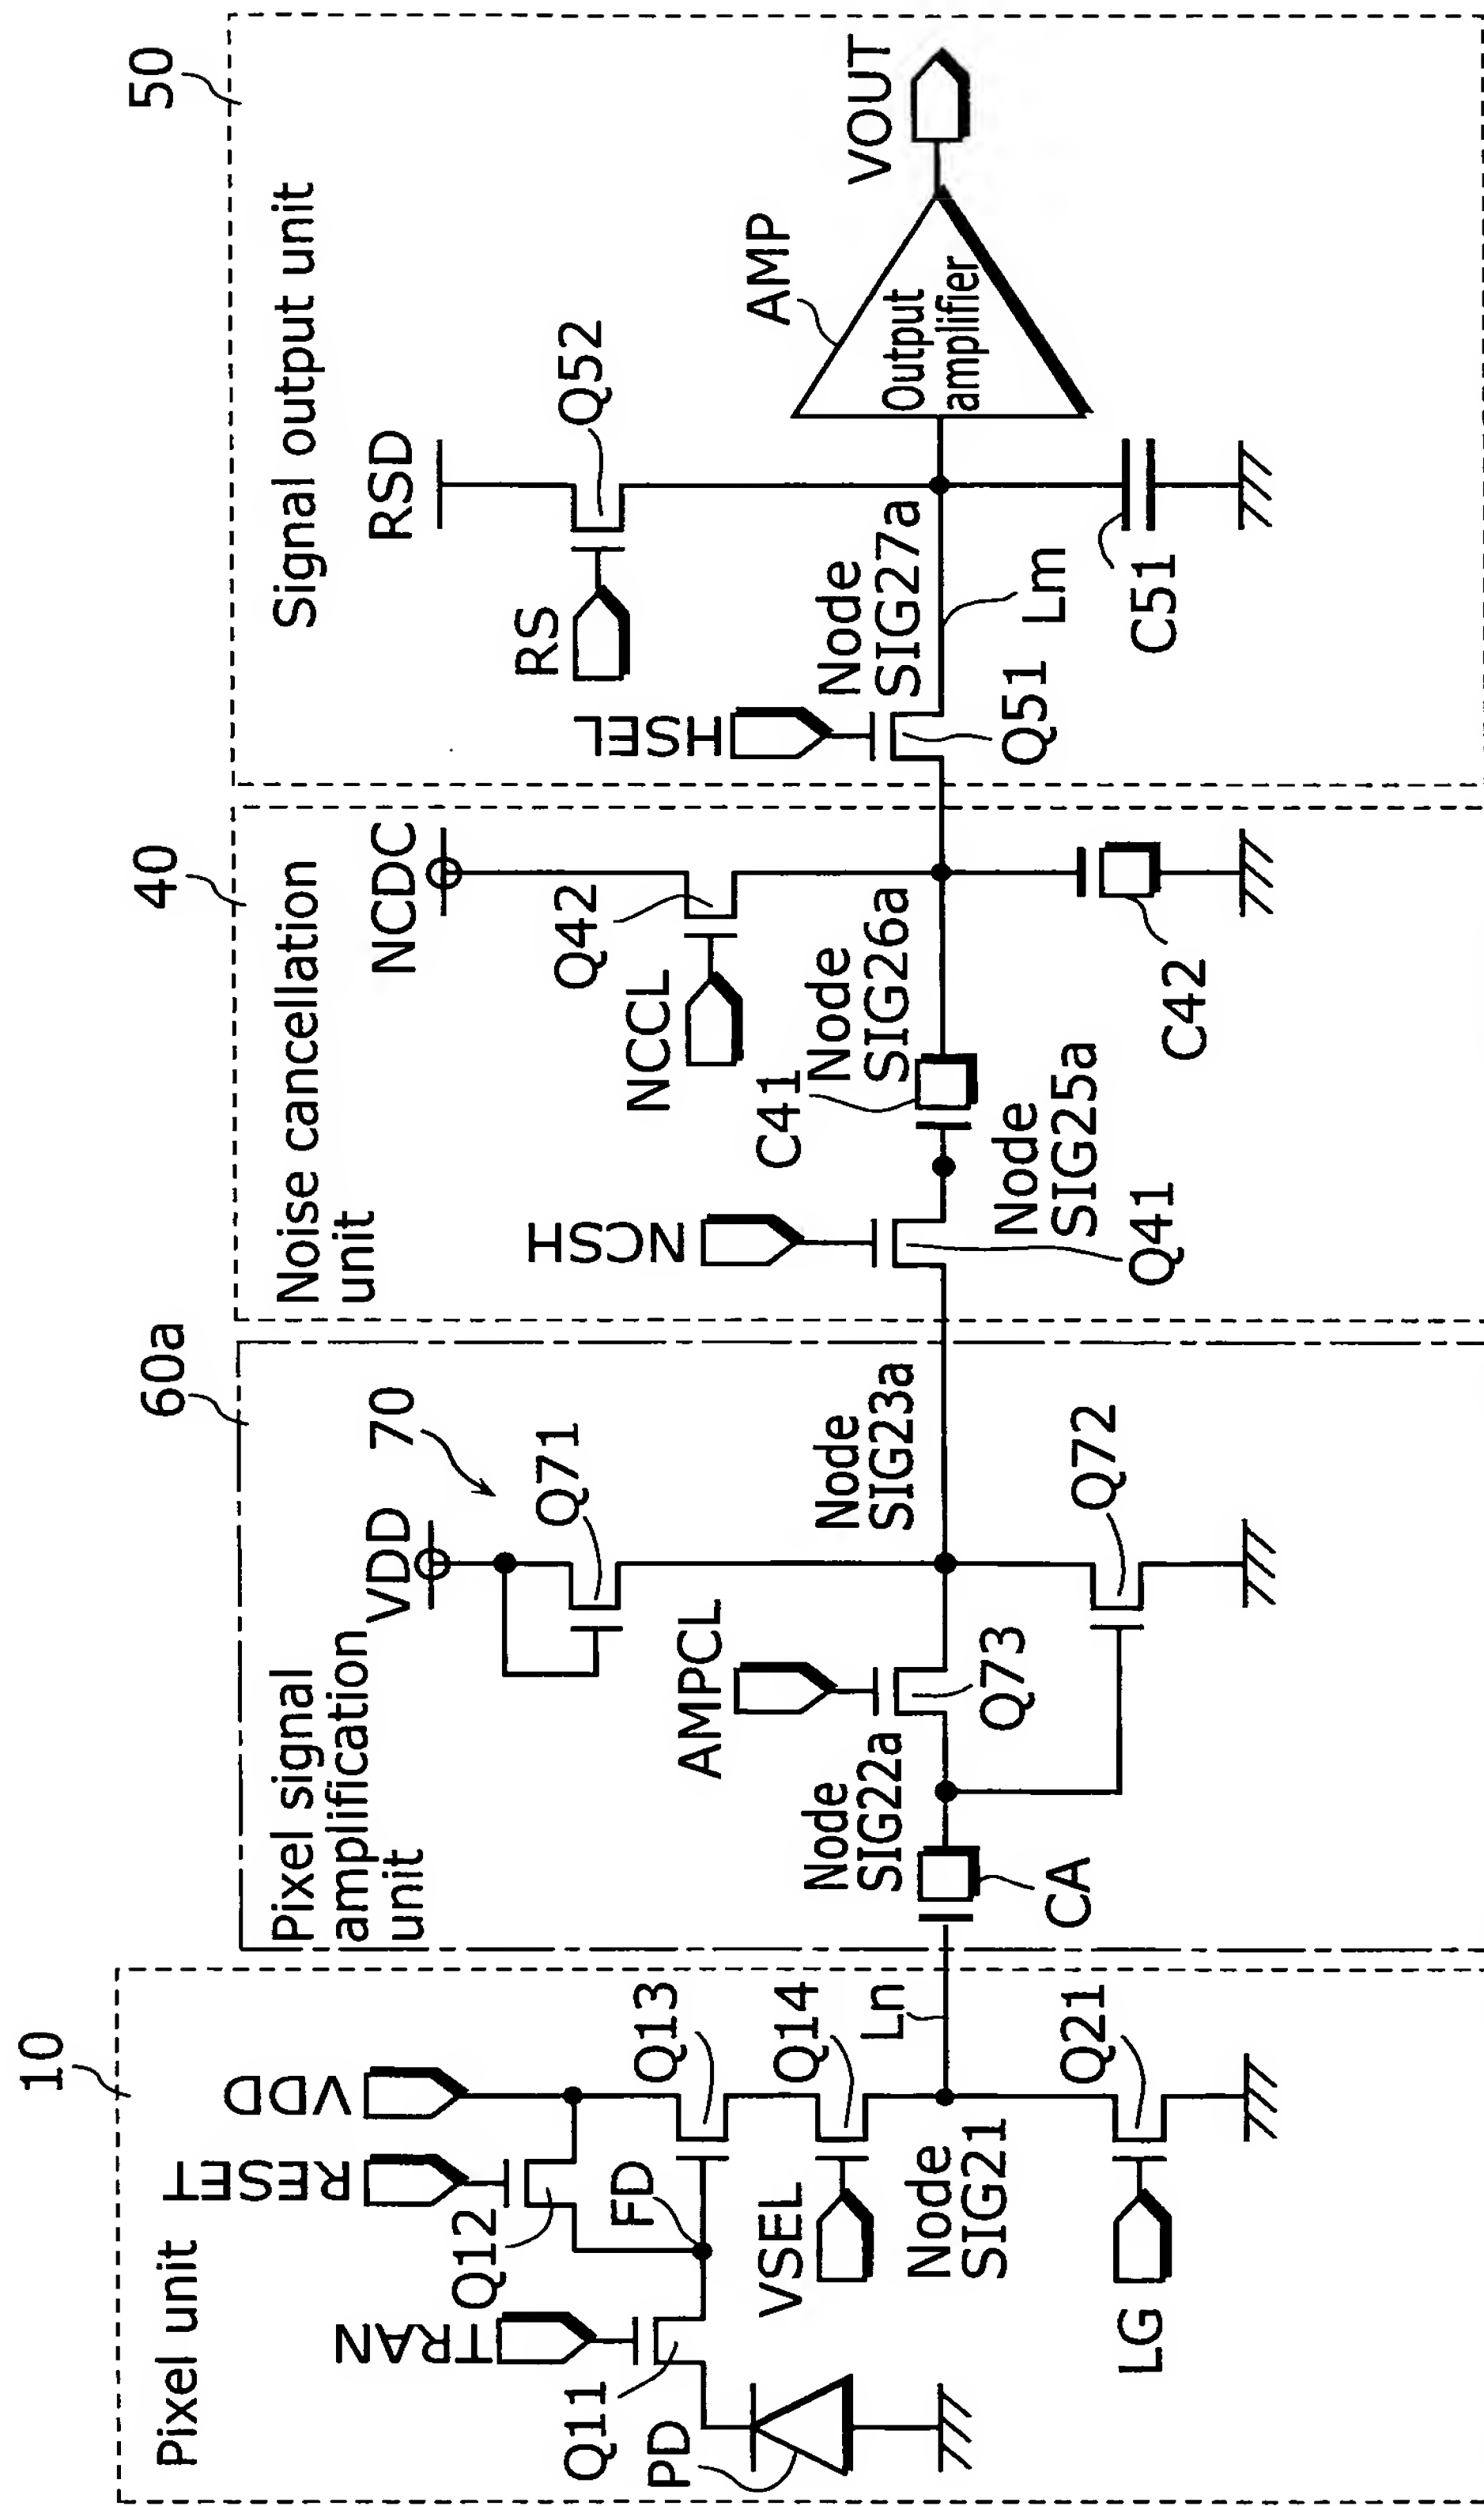 10
Pixel unit
VDD
RESET
TRAN
Q11
Q12
FD
PD
Q13
VSEL
Q14
Ln
Node
SIG21
LG
Q21
60a
Pixel signal
amplification
unit
VDD
70
Q71
AMPCL
Node
SIG22a
Node
SIG23a
CA
Q73
Q72
40
Noise cancellation
unit
NCDC
NCSH
NCCL
Q42
C41
Node
SIG26a
Node
SIG25a
Q41
C42
50
Signal output unit
RSD
RS
Q52
HSEL
Node
SIG27a
Q51
Lm
C51
AMP
Output
amplifier
VOUT